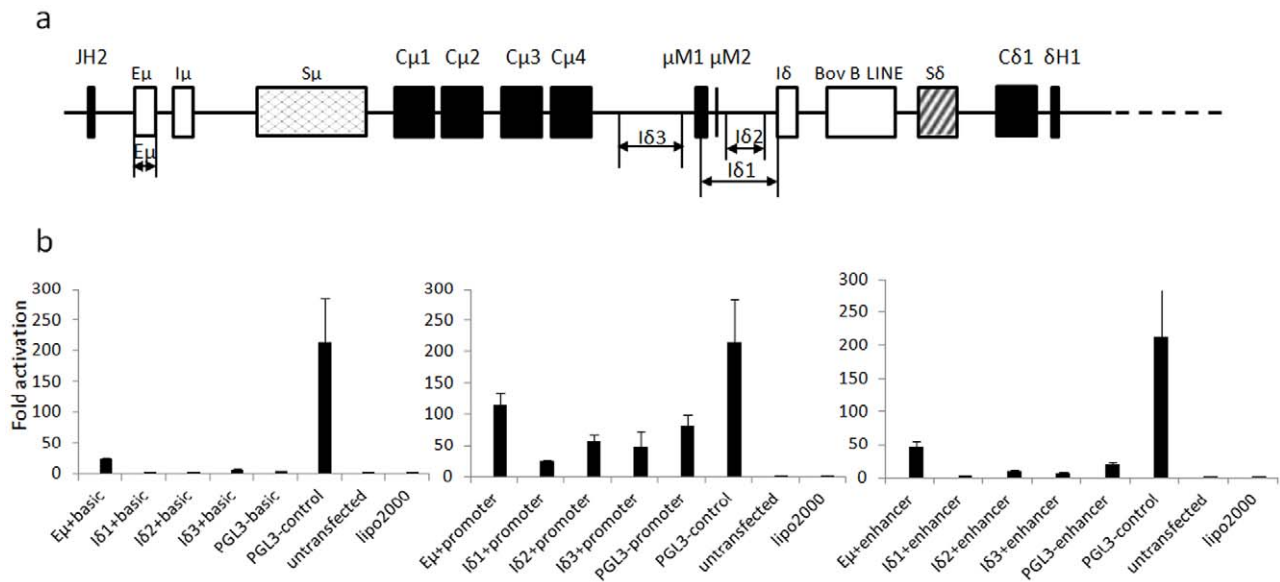 a
JH2 Eμ Iμ Sμ Cμ1 Cμ2 Cμ3 Cμ4 μM1 μM2 Iδ Bov B LINE Sδ Cδ1 δH1
Eμ Iδ3 Iδ2
Iδ1
b
Fold activation
300
250
200
150
100
50
0
Eμ+basic
Iδ1+basic
Iδ2+basic
Iδ3+basic
PGL3-basic
PGL3-control
untransfected
lipo2000
300
250
200
150
100
50
0
Eμ+promoter
Iδ1+promoter
Iδ2+promoter
Iδ3+promoter
PGL3-promoter
PGL3-control
untransfected
lipo2000
300
250
200
150
100
50
0
Eμ+enhancer
Iδ1+enhancer
Iδ2+enhancer
Iδ3+enhancer
PGL3-enhancer
PGL3-control
untransfected
lipo2000